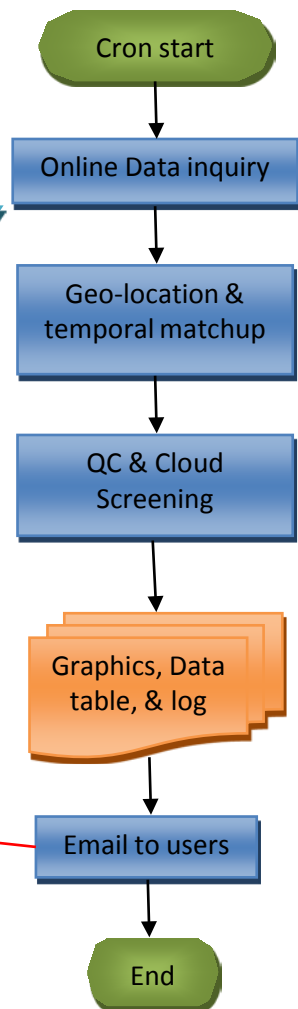 Cron start
Online Data inquiry
Geo-location &
temporal matchup
QC & Cloud
Screening
Graphics, Data
table, & log
Email to users
End